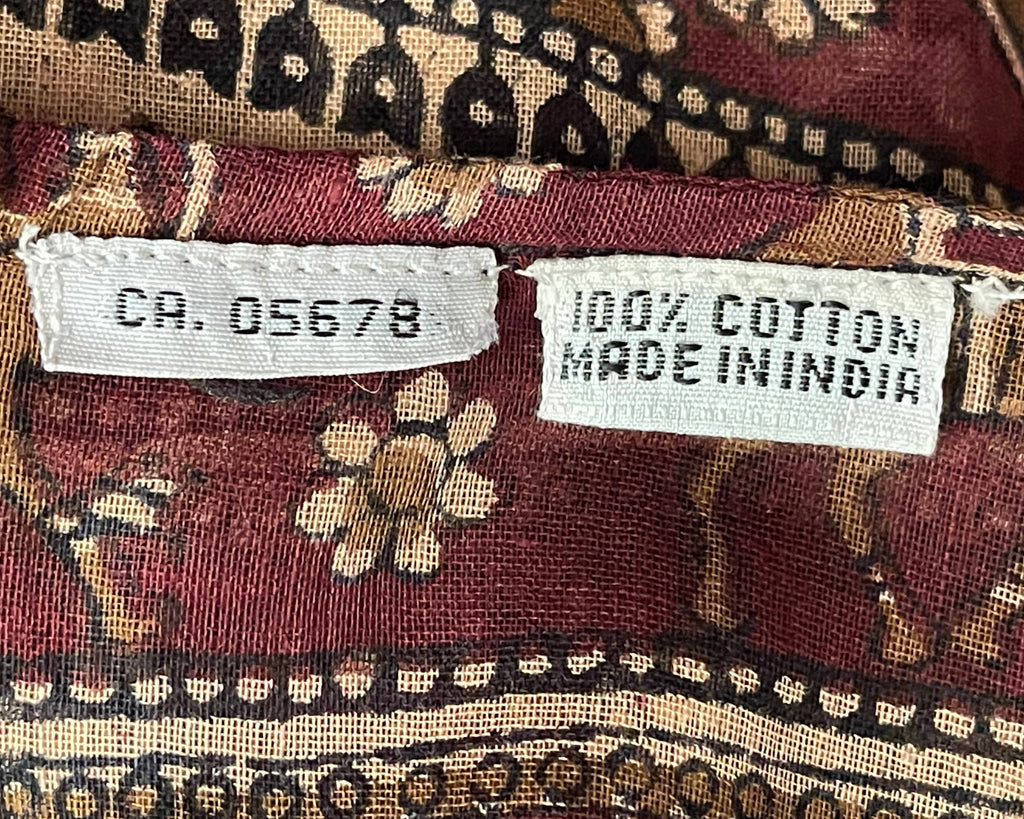 CA. 05678
100% COTTON
MADE IN INDIA